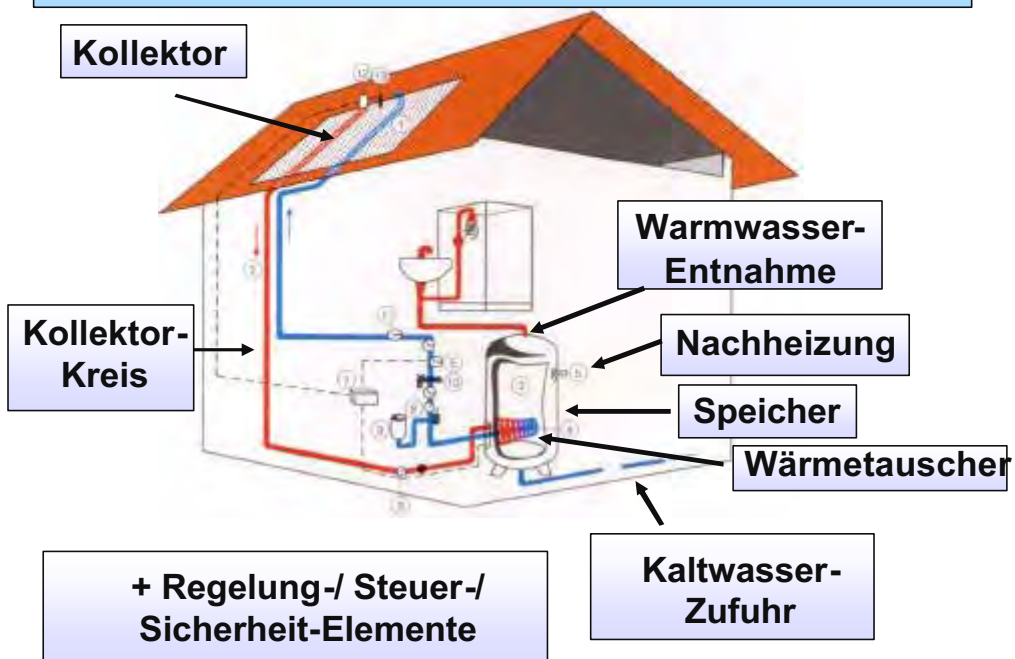 Kollektor
Warmwasser-
Entnahme
Kollektor-
Kreis
Nachheizung
Speicher
Wärmetauscher
Kaltwasser-
Zufuhr
+ Regelung-/ Steuer-/
Sicherheit-Elemente